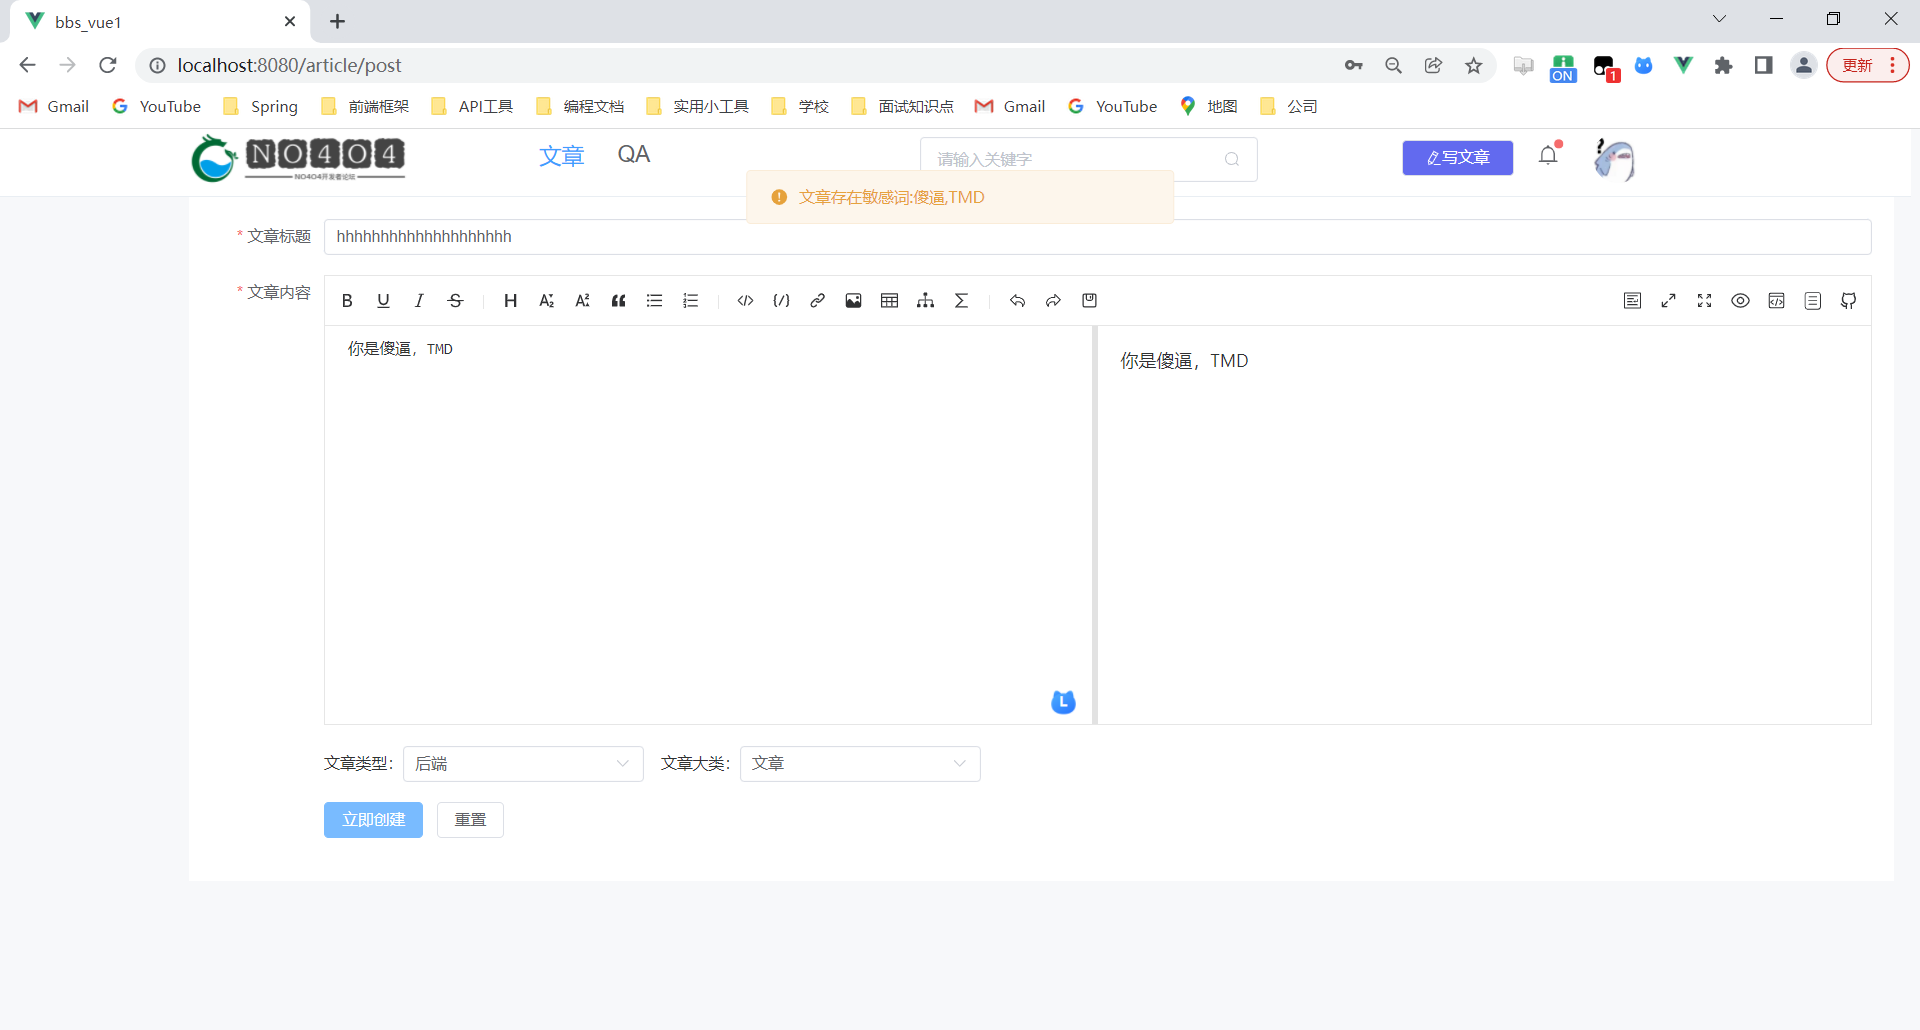 bbs_vue1
localhost:8080/article/post
ON
1
更新
Gmail
YouTube
Spring
前端框架
API工具
编程文档
实用小工具
学校
面试知识点
Gmail
YouTube
地图
公司
NO404
NO404开发者论坛
文章
QA
请输入关键字
写文章
文章存在敏感词:傻逼,TMD
* 文章标题
hhhhhhhhhhhhhhhhhhhh
* 文章内容
你是傻逼，TMD
你是傻逼，TMD
L
文章类型：
后端
文章大类：
文章
立即创建
重置